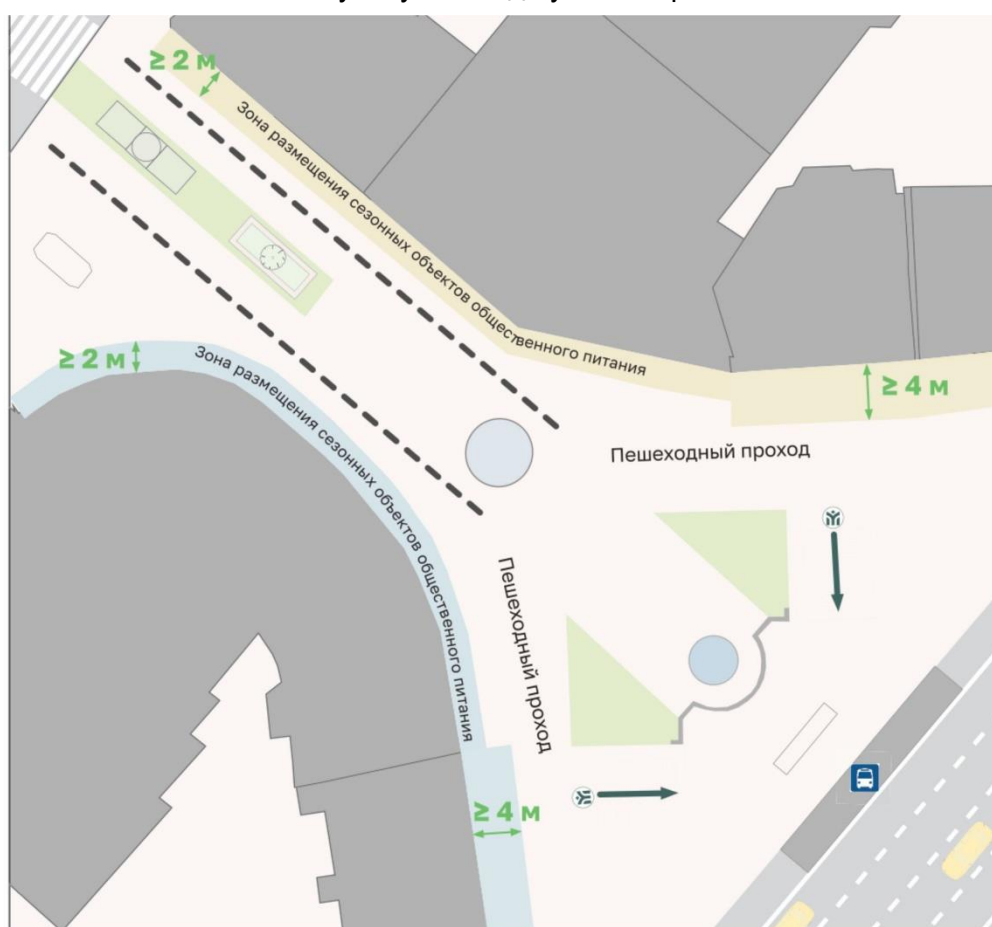 ≥ 2 м
Зона размещения сезонных объектов общественного питания
≥ 2 м
Зона размещения сезонных объектов общественного питания
≥ 4 м
Пешеходный проход
Пешеходный проход
≥ 4 м